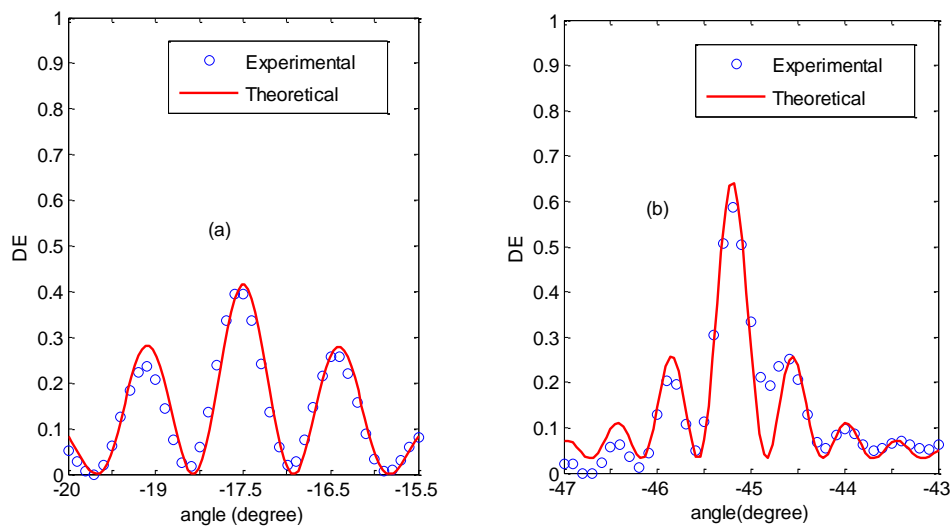 1
0.9
0.8
0.7
0.6
0.5
0.4
0.3
0.2
0.1
0
DE
Experimental
Theoretical
(a)
-20 -19 -17.5 -16.5 -15.5
angle (degree)
1
0.9
0.8
0.7
0.6
0.5
0.4
0.3
0.2
0.1
0
DE
Experimental
Theoretical
(b)
-47 -46 -45 -44 -43
angle(degree)